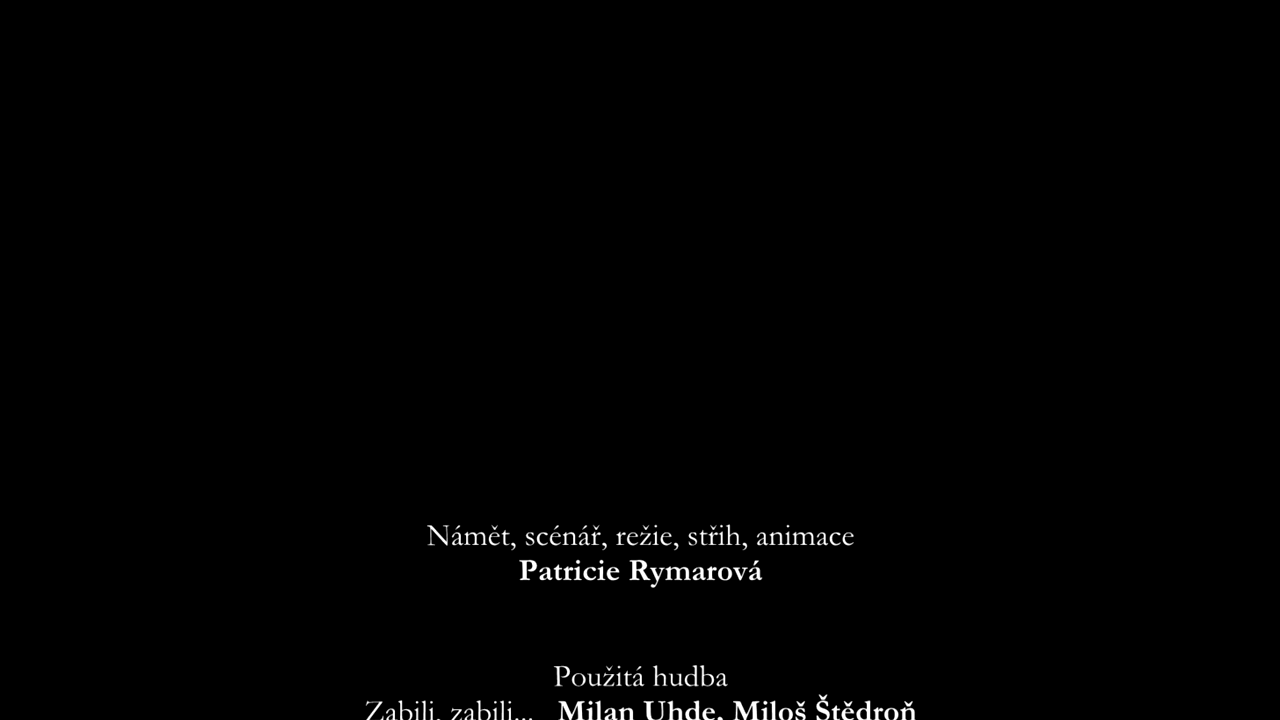 Námět, scénář, režie, střih, animace
Patricie Rymarová
Použitá hudba
Zabili, zabili... Milan Uhde, Miloš Štědroň